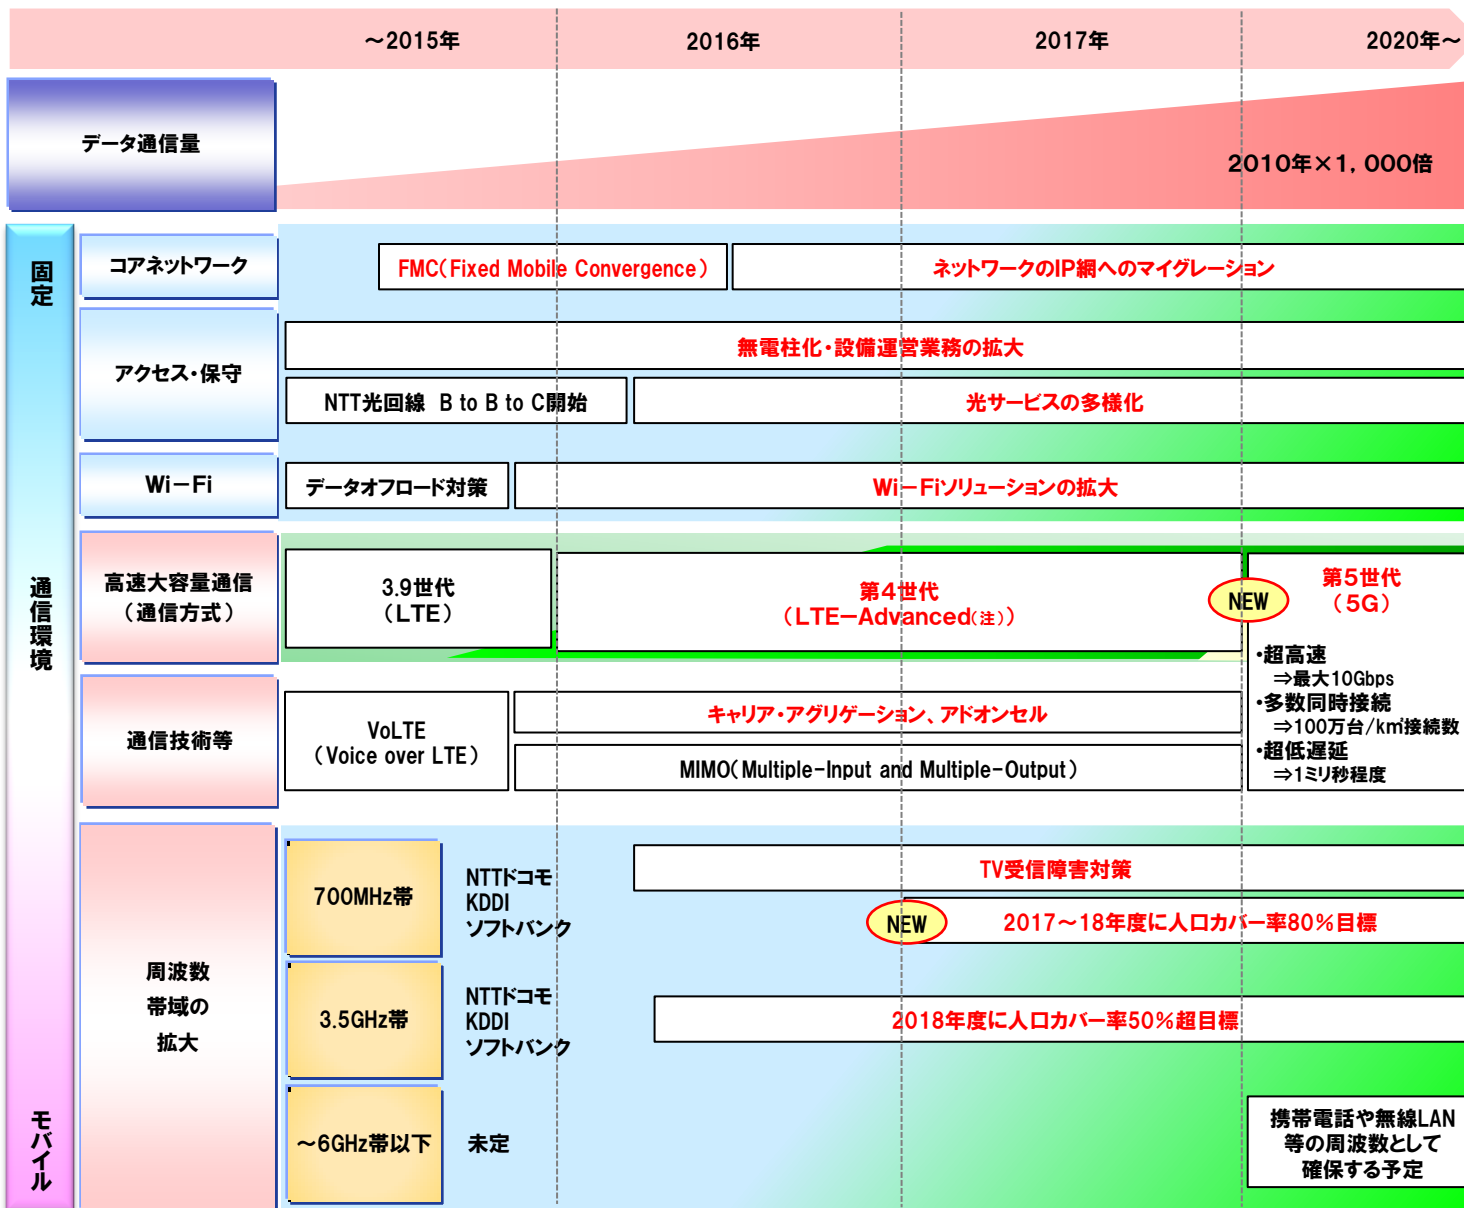 ～2015年
2016年
2017年
2020年～
データ通信量
2010年×1，000倍
固定
通信環境
モバイル
コアネットワーク
FMC（Fixed Mobile Convergence）
ネットワークのIP網へのマイグレーション
アクセス・保守
無電柱化・設備運営業務の拡大
NTT光回線 B to B to C開始
光サービスの多様化
Wi－Fi
データオフロード対策
Wi－Fiソリューションの拡大
高速大容量通信
（通信方式）
3.9世代
（LTE）
第4世代
（LTE－Advanced（注））
NEW
第5世代
（5G）
・超高速
⇒最大10Gbps
・多数同時接続
⇒100万台/k㎡接続数
・超低遅延
⇒1ミリ秒程度
通信技術等
VoLTE
（Voice over LTE）
キャリア・アグリゲーション、アドオンセル
MIMO（Multiple-Input and Multiple-Output）
周波数
帯域の
拡大
700MHz帯
NTTドコモ
KDDI
ソフトバンク
TV受信障害対策
NEW
2017～18年度に人口カバー率80％目標
3.5GHz帯
NTTドコモ
KDDI
ソフトバンク
2018年度に人口カバー率50％超目標
～6GHz帯以下
未定
携帯電話や無線LAN
等の周波数として
確保する予定